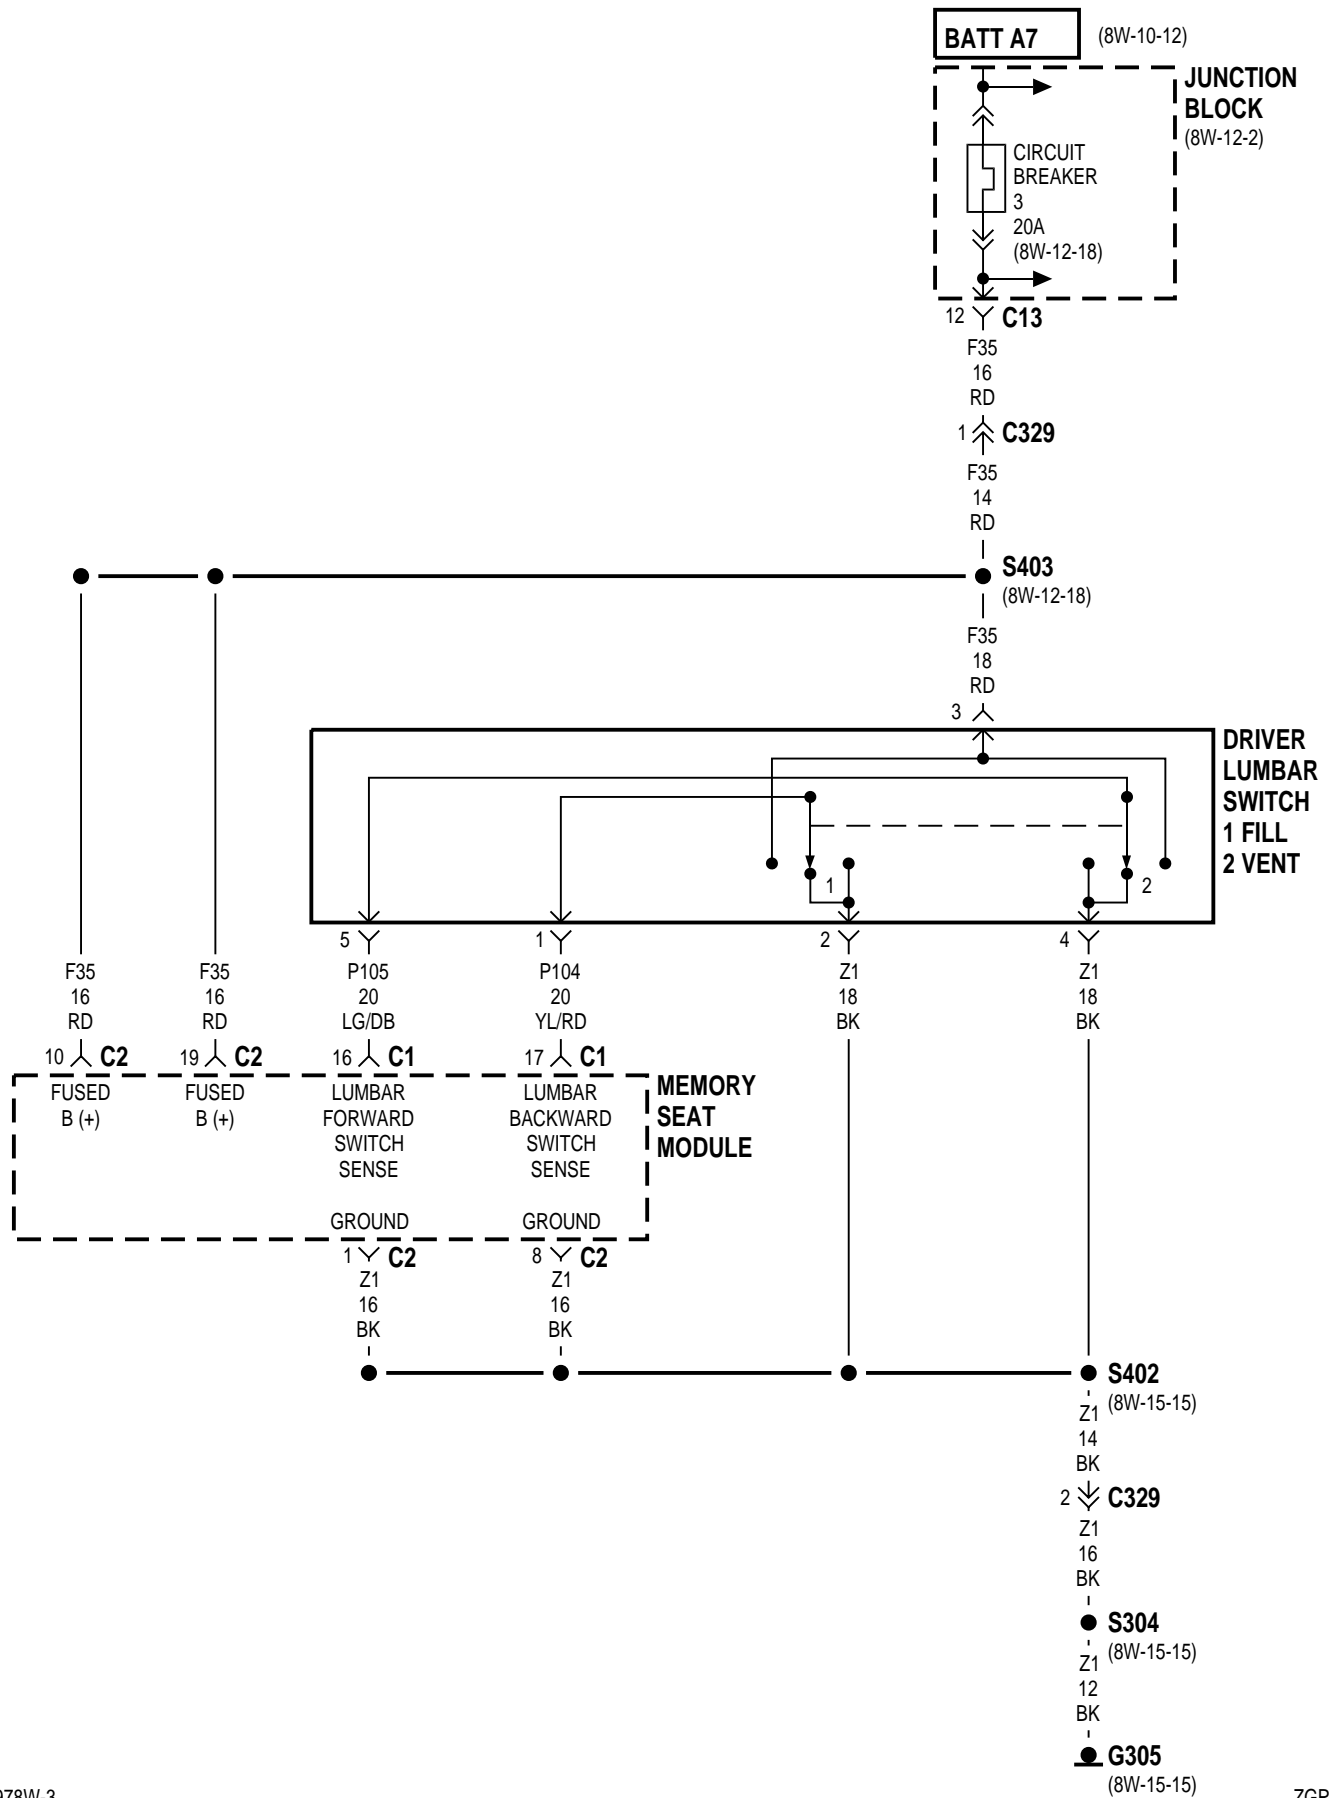 BATT A7
(8W-10-12)
JUNCTION
BLOCK
(8W-12-2)
CIRCUIT
BREAKER
3
20A
(8W-12-18)
12
C13
F35
16
RD
1
C329
F35
14
RD
S403
(8W-12-18)
F35
18
RD
3
DRIVER
LUMBAR
SWITCH
1 FILL
2 VENT
1
2
5
1
2
4
F35
16
RD
F35
16
RD
P105
20
LG/DB
P104
20
YL/RD
Z1
18
BK
Z1
18
BK
10
C2
19
C2
16
C1
17
C1
MEMORY
SEAT
MODULE
FUSED
B (+)
FUSED
B (+)
LUMBAR
FORWARD
SWITCH
SENSE
LUMBAR
BACKWARD
SWITCH
SENSE
GROUND
GROUND
1
C2
8
C2
Z1
16
BK
Z1
16
BK
S402
(8W-15-15)
Z1
14
BK
2
C329
Z1
16
BK
S304
(8W-15-15)
Z1
12
BK
G305
(8W-15-15)